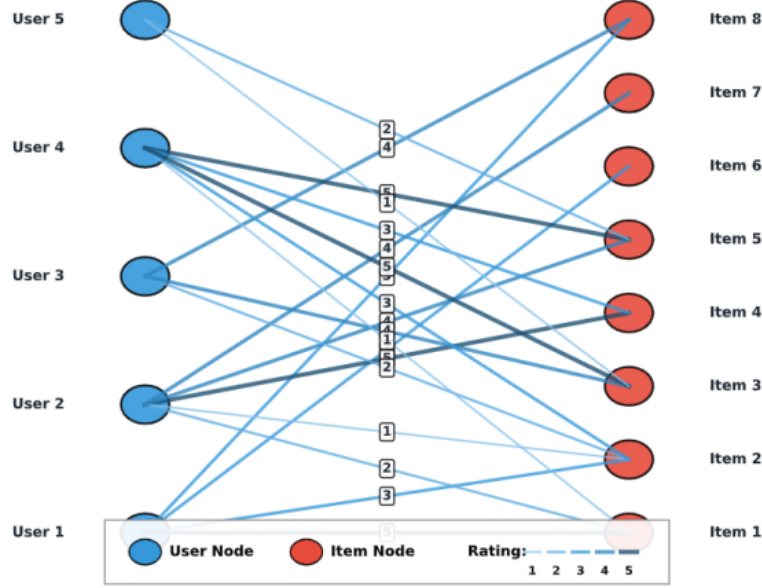 User 5
Item 8
Item 7
2
4
User 4
Item 6
5
1
3
Item 5
4
5
3
User 3
3
Item 4
4
4
1
5
2
Item 3
User 2
1
Item 2
2
3
User 1
5
Item 1
User Node
Item Node
Rating:
1 2 3 4 5